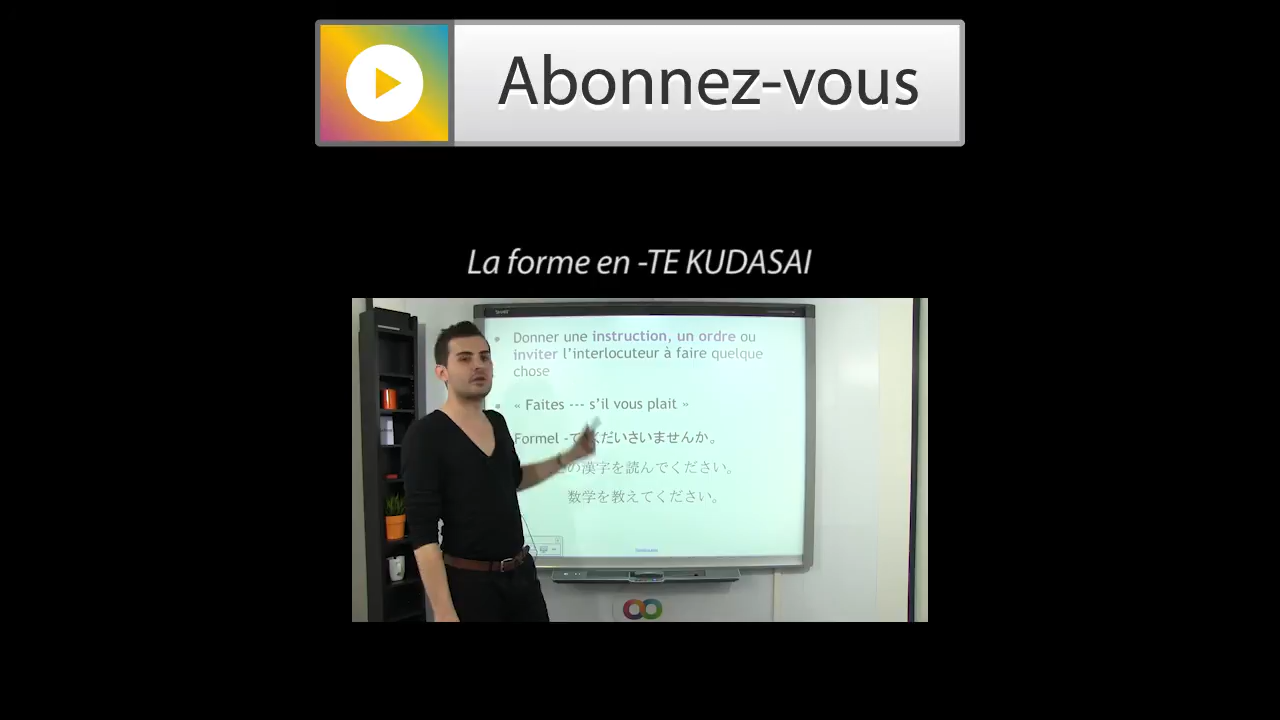 Abonnez-vous
La forme en -TE KUDASAI
Donner une instruction, un ordre ou
inviter l'interlocuteur à faire quelque
chose
« Faites --- s'il vous plait »
Formel -て くだいさいませんか。
の漢字を読んでください。
数学を教えてください。